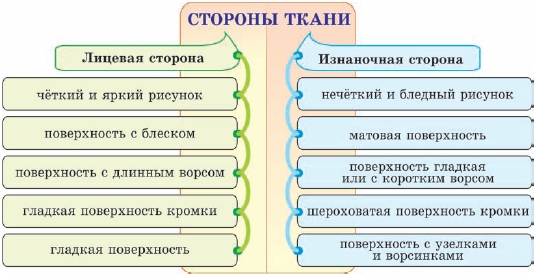 СТОРОНЫ ТКАНИ
Лицевая сторона
чёткий и яркий рисунок
поверхность с блеском
поверхность с длинным ворсом
гладкая поверхность кромки
гладкая поверхность
Изнаночная сторона
нечёткий и бледный рисунок
матовая поверхность
поверхность гладкая
или с коротким ворсом
шероховатая поверхность кромки
поверхность с узелками
и ворсинками